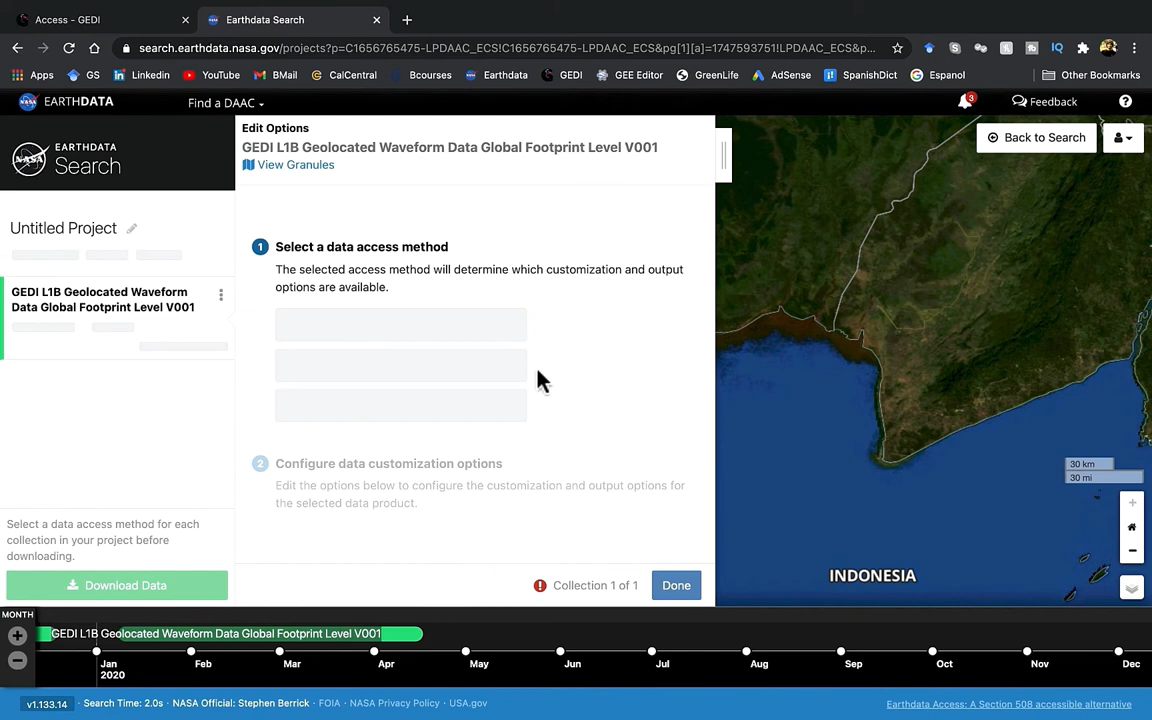 Access - GEDI
Earthdata Search
search.earthdata.nasa.gov/projects?p=C1656765475-LPDAAC_ECS!C1656765475-LPDAAC_ECS&pg[1][a]=1747593751!LPDAAC_ECS&p...
Apps GS Linkedin YouTube BMail CalCentral Bcourses Earthdata GEDI GEE Editor GreenLife AdSense SpanishDict Espanol Other Bookmarks
EARTHDATA Find a DAAC 3 Feedback
EARTHDATA
Search
Edit Options
GEDI L1B Geolocated Waveform Data Global Footprint Level V001
View Granules
Back to Search
Untitled Project
GEDI L1B Geolocated Waveform
Data Global Footprint Level V001
1 Select a data access method
The selected access method will determine which customization and output
options are available.
2 Configure data customization options
Edit the options below to configure the customization and output options for
the selected data product.
Select a data access method for each
collection in your project before
downloading.
Download Data
Collection 1 of 1 Done
30 km
30 mi
INDONESIA
MONTH
GEDI L1B Geolocated Waveform Data Global Footprint Level V001
Jan Feb Mar Apr May Jun Jul Aug Sep Oct Nov Dec
2020
v1.133.14 · Search Time: 2.0s · NASA Official: Stephen Berrick · FOIA · NASA Privacy Policy · USA.gov
Earthdata Access: A Section 508 accessible alternative